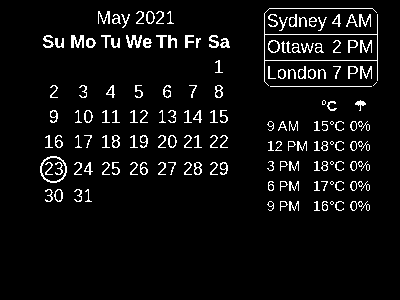 May 2021
Su Mo Tu We Th Fr Sa
1
2 3 4 5 6 7 8
9 10 11 12 13 14 15
16 17 18 19 20 21 22
23 24 25 26 27 28 29
30 31
Sydney 4 AM
Ottawa 2 PM
London 7 PM
°C ☂
9 AM 15°C 0%
12 PM 18°C 0%
3 PM 18°C 0%
6 PM 17°C 0%
9 PM 16°C 0%